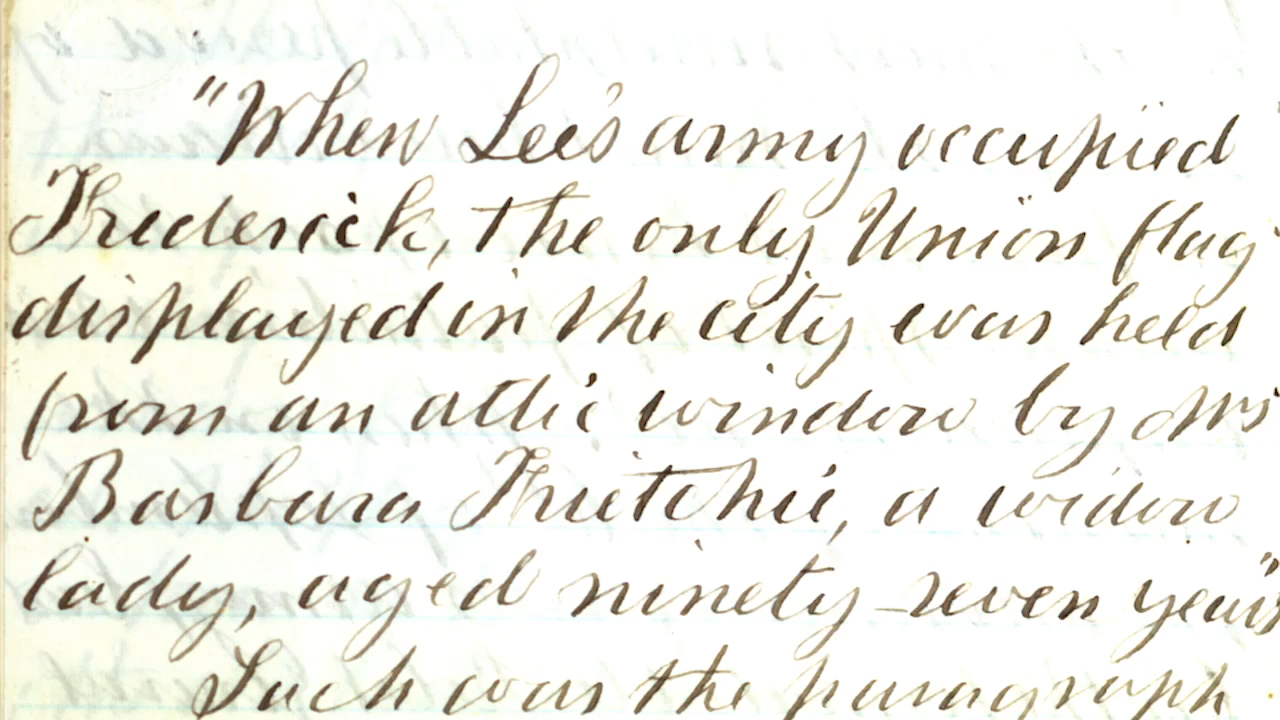 "When Lee's army occupied
Frederick, the only Union flag
displayed in the city was held
from an attic window by Mrs
Barbara Frietchie, a widow
lady, aged ninety-seven years"
Such was the paragraph